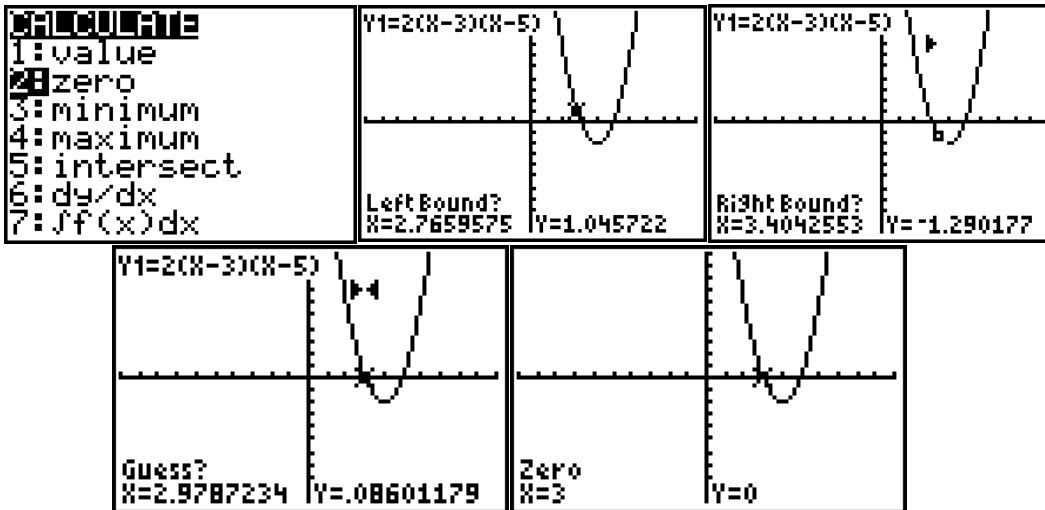 CALCULATE
1:value
2:zero
3:minimum
4:maximum
5:intersect
6:dy/dx
7:∫f(x)dx
Y1=2(X-3)(X-5)
Left Bound?
X=2.7659575 Y=1.045722
Y1=2(X-3)(X-5)
Right Bound?
X=3.4042553 Y=-1.290177
Y1=2(X-3)(X-5)
Guess?
X=2.9787234 Y=.08601179
Zero
X=3 Y=0